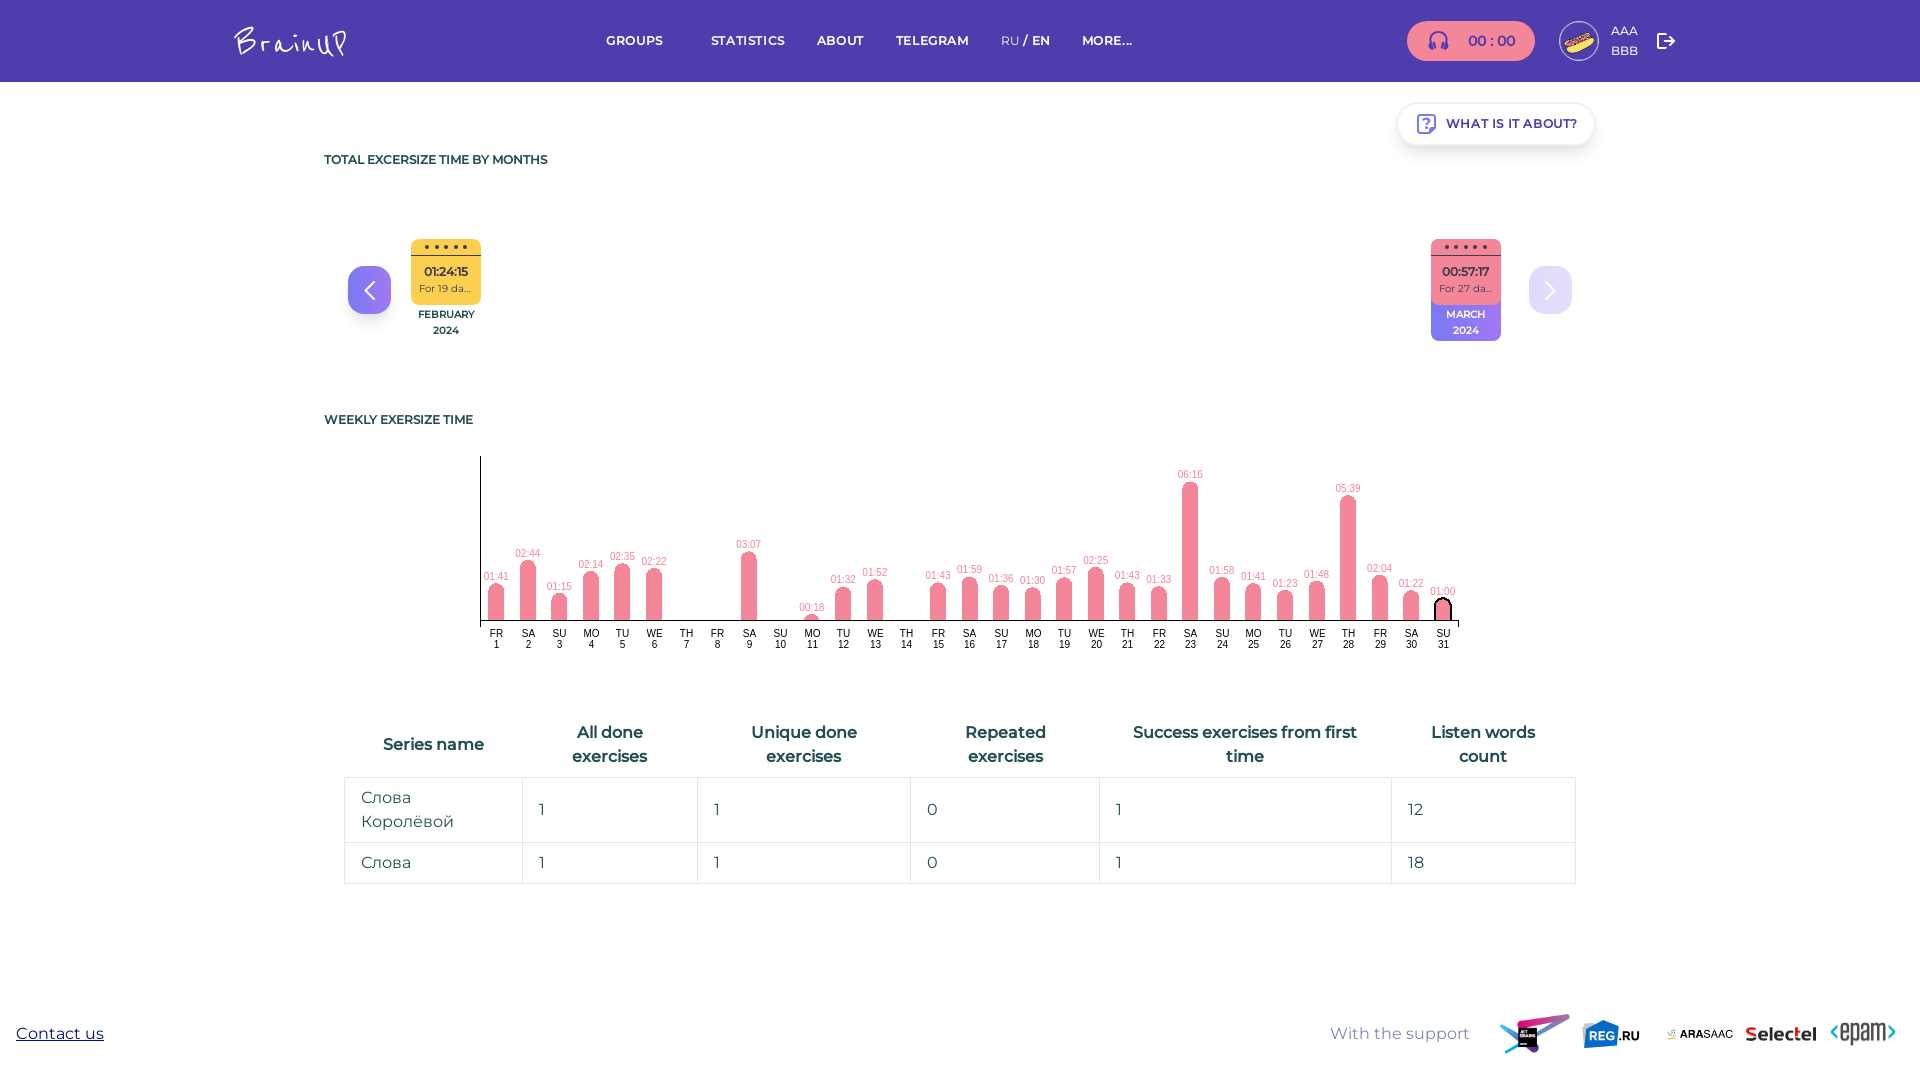 BrainUP
GROUPS STATISTICS ABOUT TELEGRAM RU / EN MORE...
00 : 00
AAA
BBB
WHAT IS IT ABOUT?
TOTAL EXCERSIZE TIME BY MONTHS
01:24:15
For 19 da...
FEBRUARY
2024
00:57:17
For 27 da...
MARCH
2024
WEEKLY EXERSIZE TIME
01:41 02:44 01:15 02:14 02:35 02:22 03:07 00:18 01:32 01:52 01:43 01:59 01:36 01:30 01:57 02:25 01:43 01:33 06:16 01:58 01:41 01:23 01:48 05:39 02:04 01:22 01:00
FR SA SU MO TU WE TH FR SA SU MO TU WE TH FR SA SU MO TU WE TH FR SA SU MO TU WE TH FR SA SU
1 2 3 4 5 6 7 8 9 10 11 12 13 14 15 16 17 18 19 20 21 22 23 24 25 26 27 28 29 30 31
Series name All done exercises Unique done exercises Repeated exercises Success exercises from first time Listen words count
Слова Королёвой 1 1 0 1 12
Слова 1 1 0 1 18
Contact us
With the support
JET BRAINS
REG.RU
ARASAAC
Selectel
<epam>